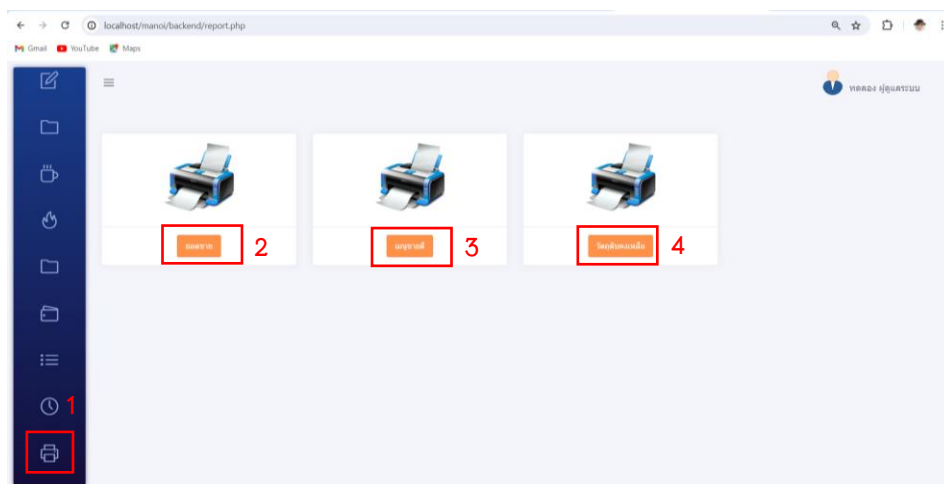 localhost/manoi/backend/report.php
Gmail YouTube Maps
ทดลอง ผู้ดูแลระบบ
ยอดขาย 2 เมนูขายดี 3 วัตถุดิบคงเหลือ 4
1